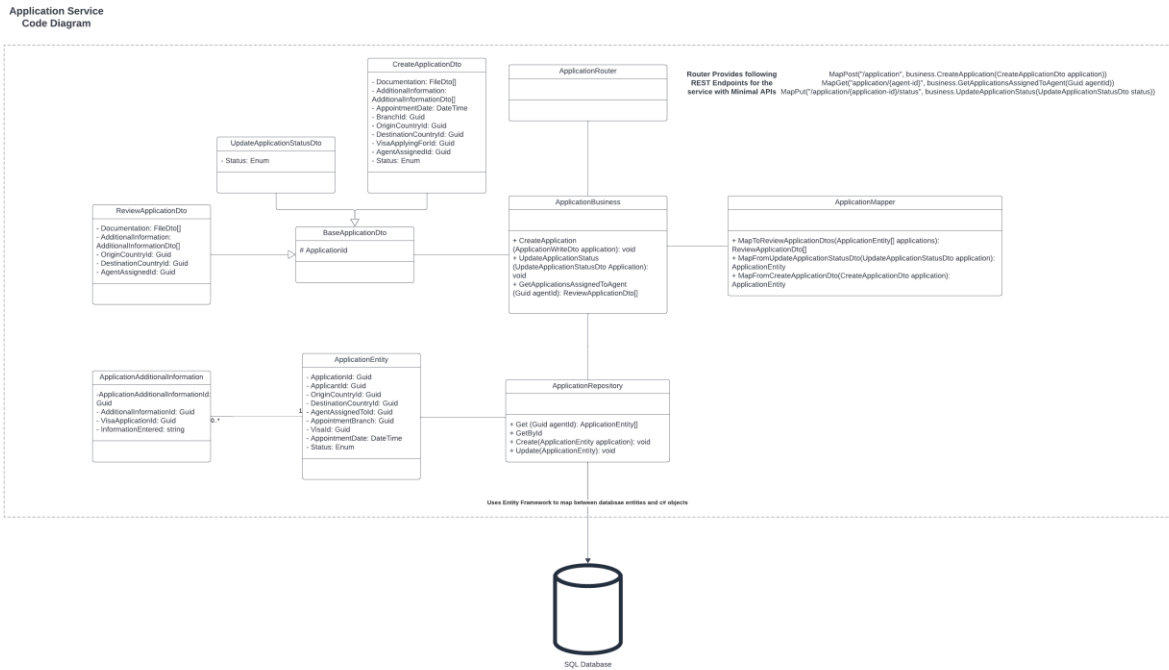 Application Service
Code Diagram
CreateApplicationDto
- Documentation: FileDto[]
- AdditionalInformation:
AdditionalInformationDto[]
- AppointmentDate: DateTime
- BranchId: Guid
- OriginCountryId: Guid
- DestinationCountryId: Guid
- VisaApplyingForId: Guid
- AgentAssignedId: Guid
- Status: Enum
ApplicationRouter
Router Provides following
REST Endpoints for the
service with Minimal APIs
MapPost("/application", business.CreateApplication(CreateApplicationDto application))
MapGet("application/{agent-id}", business.GetApplicationsAssignedToAgent(Guid agentId))
MapPut("/application/{application-id}/status", business.UpdateApplicationStatus(UpdateApplicationStatusDto status))
UpdateApplicationStatusDto
- Status: Enum
ReviewApplicationDto
- Documentation: FileDto[]
- AdditionalInformation:
AdditionalInformationDto[]
- OriginCountryId: Guid
- DestinationCountryId: Guid
- AgentAssignedId: Guid
BaseApplicationDto
# ApplicationId
ApplicationBusiness
+ CreateApplication
(ApplicationWriteDto application): void
+ UpdateApplicationStatus
(UpdateApplicationStatusDto Application):
void
+ GetApplicationsAssignedToAgent
(Guid agentId): ReviewApplicationDto[]
ApplicationMapper
+ MapToReviewApplicationDtos(ApplicationEntity[] applications):
ReviewApplicationDto[]
+ MapFromUpdateApplicationStatusDto(UpdateApplicationStatusDto application):
ApplicationEntity
+ MapFromCreateApplicationDto(CreateApplicationDto application):
ApplicationEntity
ApplicationAdditionalInformation
-ApplicationAdditionalInformationId:
Guid
- AdditionalInformationId: Guid
- VisaApplicationId: Guid
- InformationEntered: string
0..*
1
ApplicationEntity
- ApplicationId: Guid
- ApplicantId: Guid
- OriginCountryId: Guid
- DestinationCountryId: Guid
- AgentAssignedToId: Guid
- AppointmentBranch: Guid
- VisaId: Guid
- AppointmentDate: DateTime
- Status: Enum
ApplicationRepository
+ Get (Guid agentId): ApplicationEntity[]
+ GetById
+ Create(ApplicationEntity application): void
+ Update(ApplicationEntity): void
Uses Entity Framework to map between databsae entities and c# objects
SQL Database